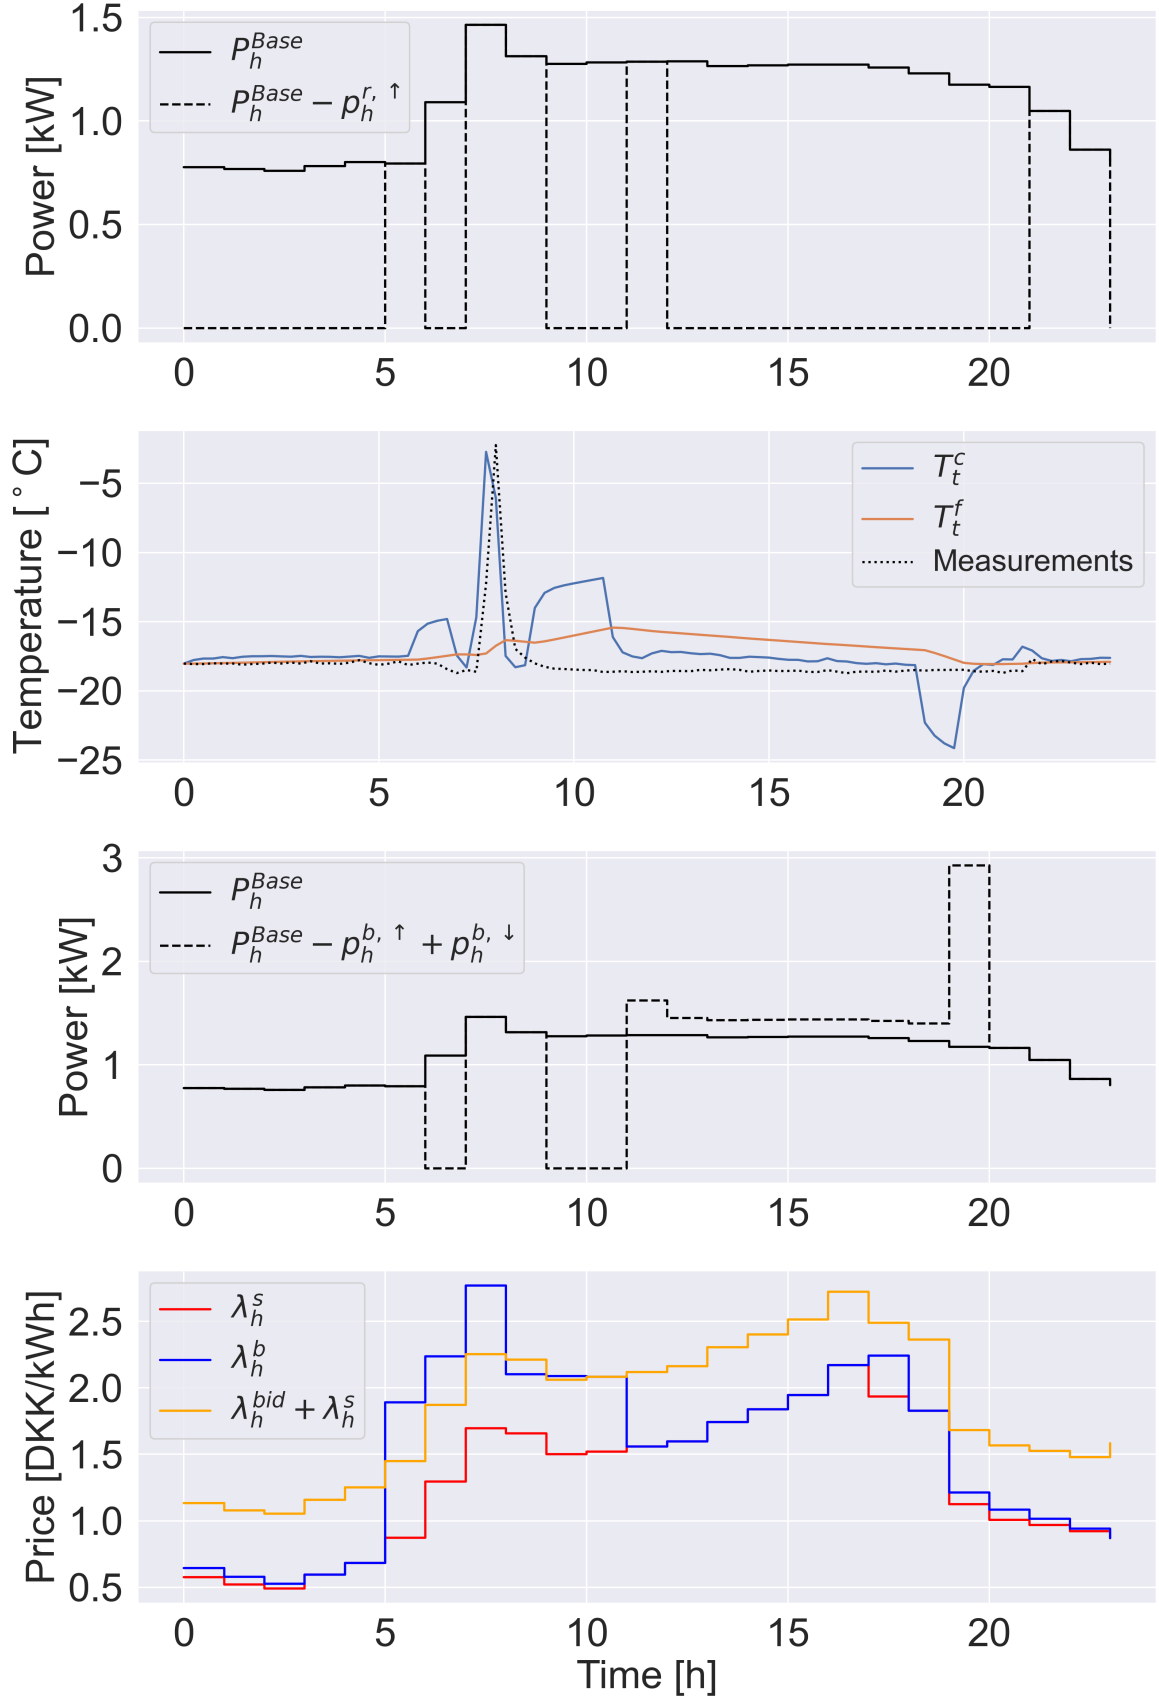 1.5
1.0
0.5
0.0
Power [kW]
P_h^{Base}
P_h^{Base} − p_h^{r, ↑}
0 5 10 15 20
−5
−10
−15
−20
−25
Temperature [°C]
T_t^c
T_t^f
Measurements
0 5 10 15 20
3
2
1
0
Power [kW]
P_h^{Base}
P_h^{Base} − p_h^{b, ↑} + p_h^{b, ↓}
0 5 10 15 20
2.5
2.0
1.5
1.0
0.5
Price [DKK/kWh]
λ_h^s
λ_h^b
λ_h^{bid} + λ_h^s
0 5 10 15 20
Time [h]